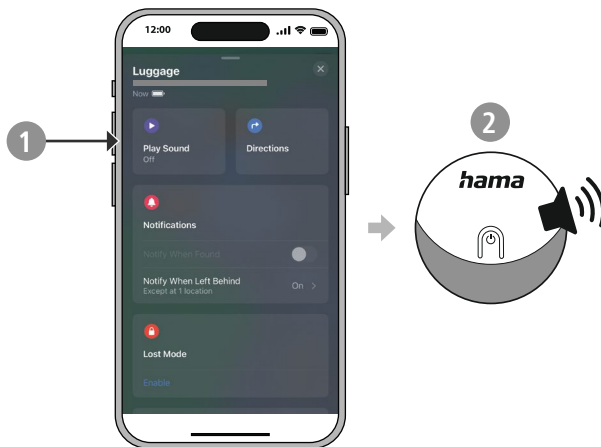 12:00
Luggage
Now
Play Sound
Off
Directions
Notifications
Notify When Found
Notify When Left Behind
Except at 1 location
On >
Lost Mode
Enable
1
2
hama